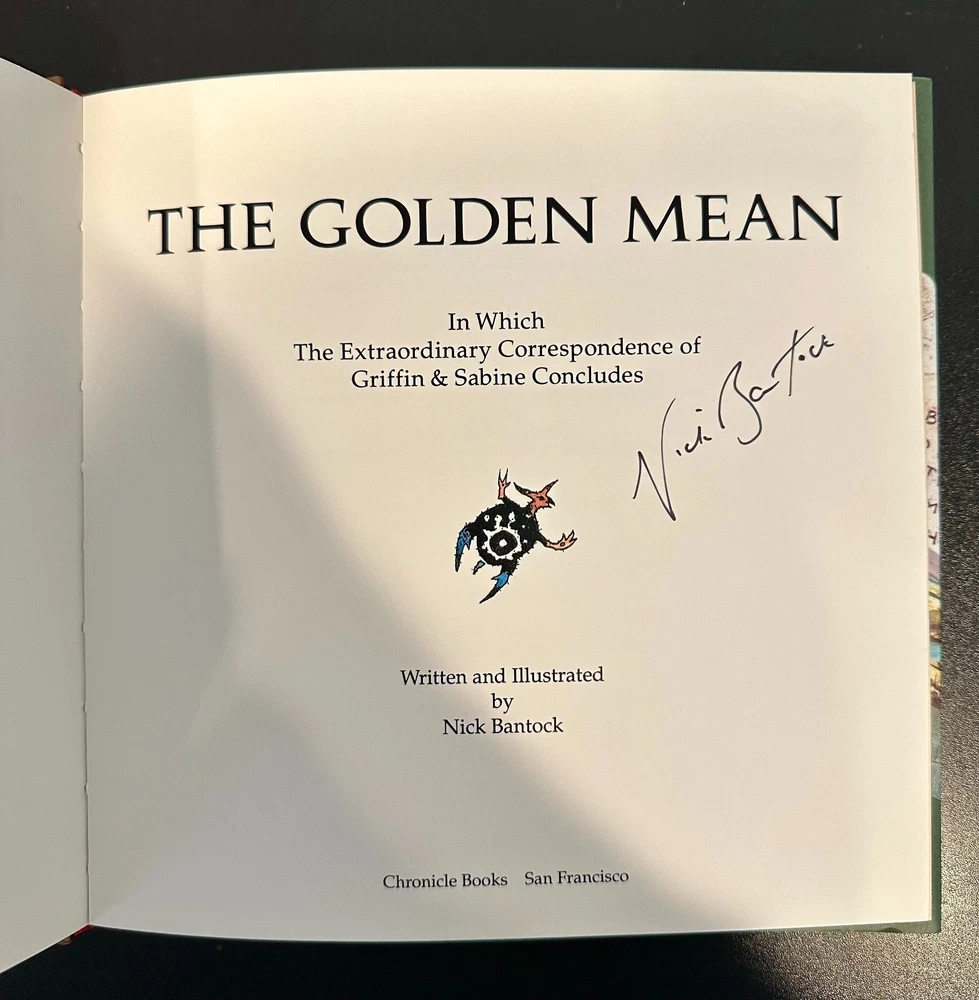 THE GOLDEN MEAN
In Which
The Extraordinary Correspondence of
Griffin & Sabine Concludes
Nick Bantock
Written and Illustrated
by
Nick Bantock
Chronicle Books San Francisco